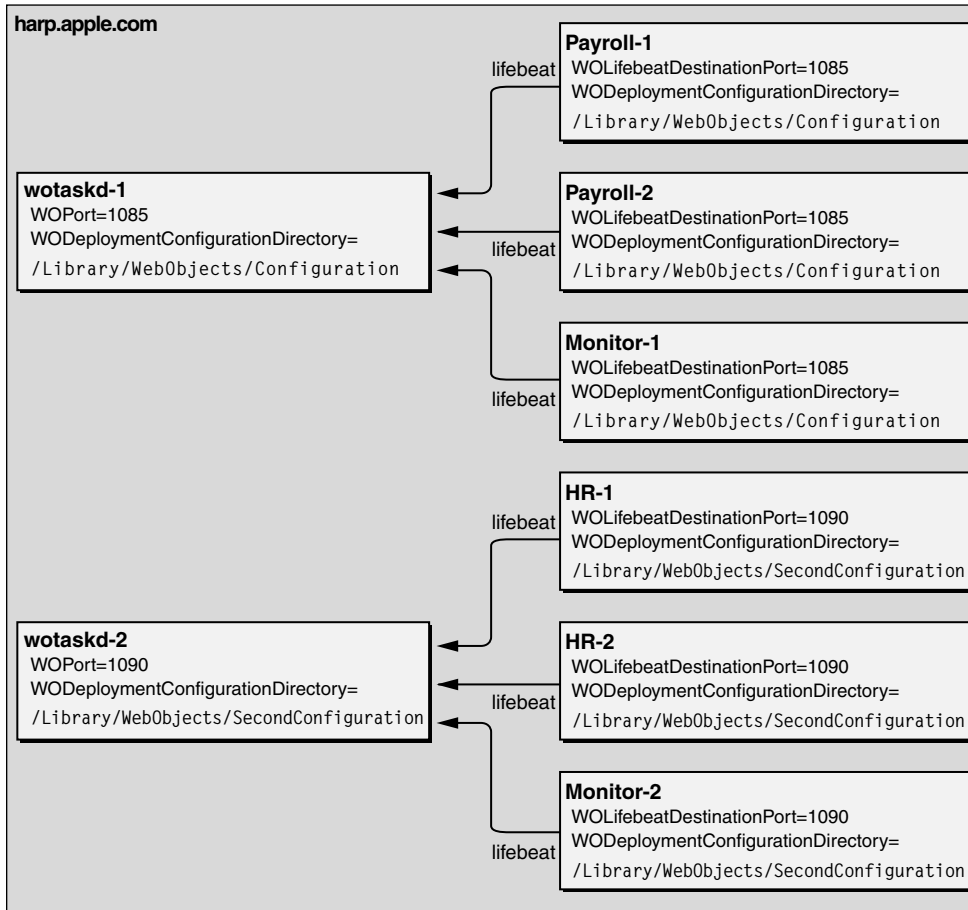 harp.apple.com
Payroll-1
WOLifebeatDestinationPort=1085
WODeploymentConfigurationDirectory=
/Library/WebObjects/Configuration
lifebeat
wotaskd-1
WOPort=1085
WODeploymentConfigurationDirectory=
/Library/WebObjects/Configuration
Payroll-2
WOLifebeatDestinationPort=1085
WODeploymentConfigurationDirectory=
/Library/WebObjects/Configuration
lifebeat
Monitor-1
WOLifebeatDestinationPort=1085
WODeploymentConfigurationDirectory=
/Library/WebObjects/Configuration
lifebeat
HR-1
WOLifebeatDestinationPort=1090
WODeploymentConfigurationDirectory=
/Library/WebObjects/SecondConfiguration
lifebeat
wotaskd-2
WOPort=1090
WODeploymentConfigurationDirectory=
/Library/WebObjects/SecondConfiguration
HR-2
WOLifebeatDestinationPort=1090
WODeploymentConfigurationDirectory=
/Library/WebObjects/SecondConfiguration
lifebeat
Monitor-2
WOLifebeatDestinationPort=1090
WODeploymentConfigurationDirectory=
/Library/WebObjects/SecondConfiguration
lifebeat